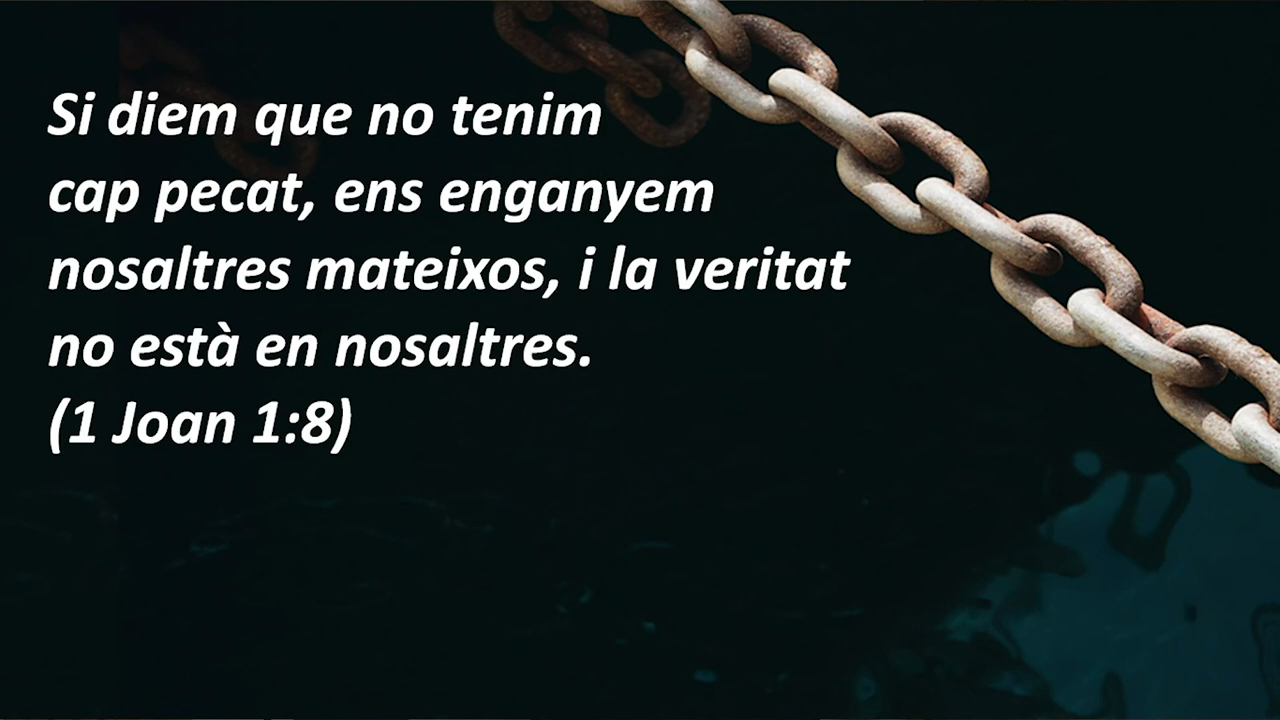 Si diem que no tenim
cap pecat, ens enganyem
nosaltres mateixos, i la veritat
no està en nosaltres.
(1 Joan 1:8)